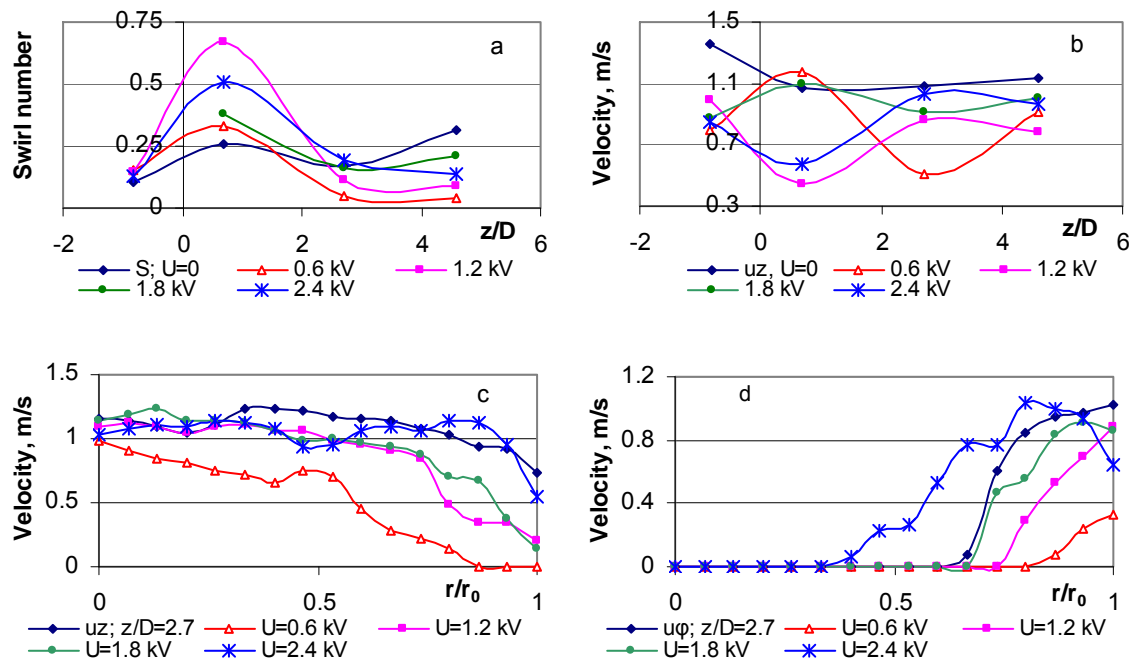 a
Swirl number
0.75
0.5
0.25
0
-2 0 2 4 6
z/D
S; U=0 0.6 kV 1.2 kV
1.8 kV 2.4 kV
b
Velocity, m/s
1.5
1.1
0.7
0.3
-2 0 2 4 6
z/D
uz, U=0 0.6 kV 1.2 kV
1.8 kV 2.4 kV
c
Velocity, m/s
1.5
1
0.5
0
0 0.5 1
r/r0
uz; z/D=2.7 U=0.6 kV U=1.2 kV
U=1.8 kV U=2.4 kV
d
Velocity, m/s
1.2
0.8
0.4
0
0 0.5 1
r/r0
uφ; z/D=2.7 U=0.6 kV U=1.2 kV
U=1.8 kV U=2.4 kV